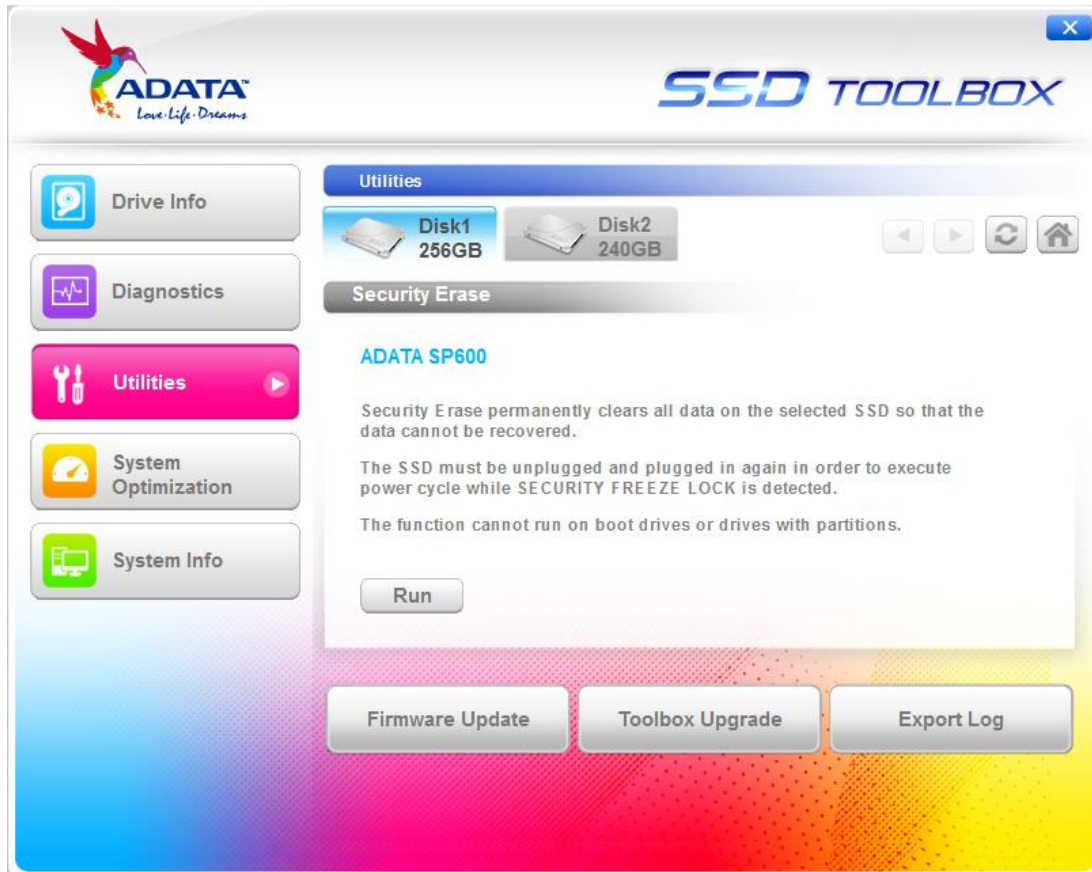 ADATA™
Love·Life·Dreams
SSD TOOLBOX
Drive Info
Diagnostics
Utilities
System
Optimization
System Info
Utilities
Disk1
256GB
Disk2
240GB
Security Erase
ADATA SP600
Security Erase permanently clears all data on the selected SSD so that the
data cannot be recovered.
The SSD must be unplugged and plugged in again in order to execute
power cycle while SECURITY FREEZE LOCK is detected.
The function cannot run on boot drives or drives with partitions.
Run
Firmware Update
Toolbox Upgrade
Export Log